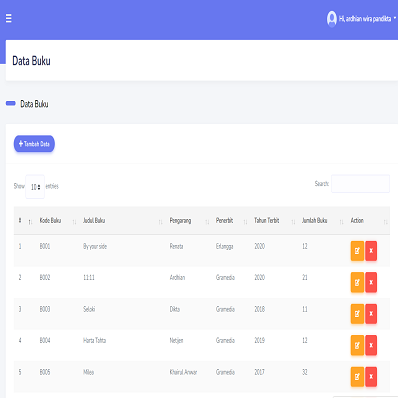 Hi, ardhian wira pandikta
Data Buku
Data Buku
+ Tambah Data
Show 10 entries Search:
# Kode Buku Judul Buku Pengarang Penerbit Tahun Terbit Jumlah Buku Action
1 B001 By your side Renata Erlangga 2020 12
2 B002 11:11 Ardhian Gramedia 2020 21
3 B003 Selaki Dikta Gramedia 2018 11
4 B004 Harta Tahta Netijen Gramedia 2019 12
5 B005 Milea Khairul Anwar Gramedia 2017 32